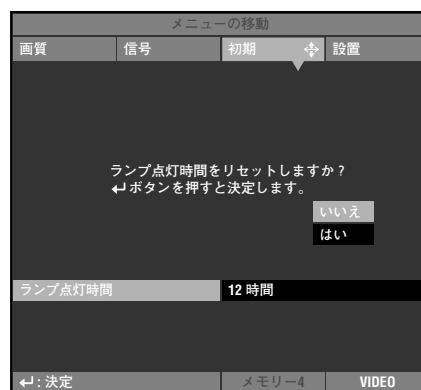 メニューの移動
画質 信号 初期 設置
ランプ点灯時間をリセットしますか？
↵ボタンを押すと決定します。
いいえ
はい
ランプ点灯時間 12 時間
↵：決定 メモリー4 VIDEO